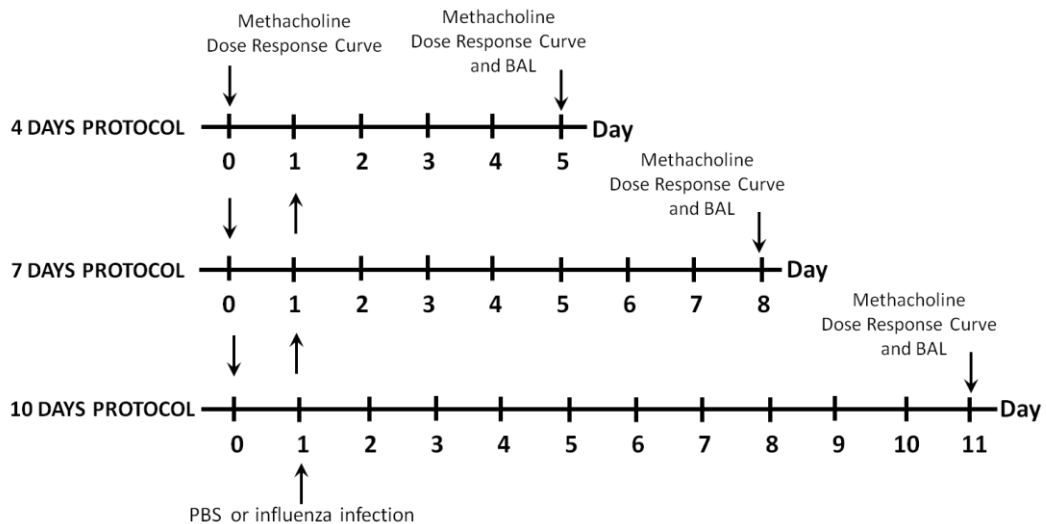 Methacholine
Dose Response Curve
Methacholine
Dose Response Curve
and BAL
4 DAYS PROTOCOL
Day
0 1 2 3 4 5
Methacholine
Dose Response Curve
and BAL
7 DAYS PROTOCOL
Day
0 1 2 3 4 5 6 7 8
Methacholine
Dose Response Curve
and BAL
10 DAYS PROTOCOL
Day
0 1 2 3 4 5 6 7 8 9 10 11
PBS or influenza infection